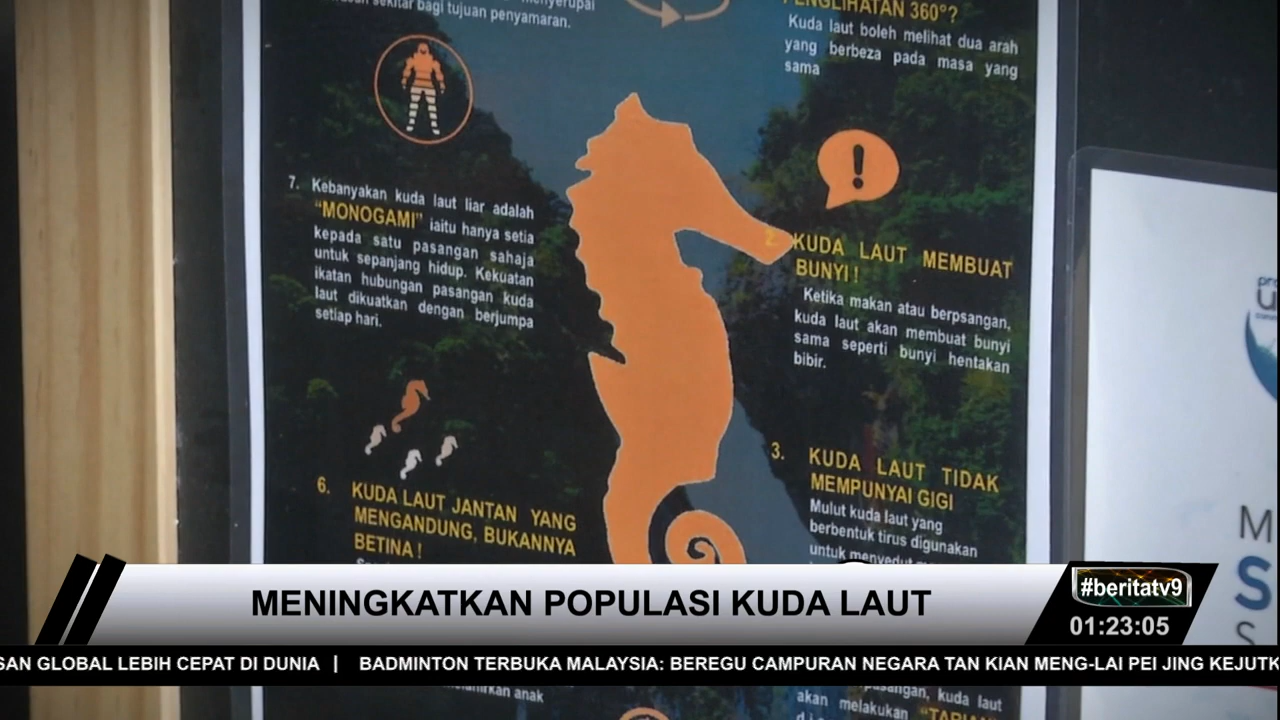 sekitar bagi tujuan penyamaran.
PENGLIHATAN 360°?
Kuda laut boleh melihat dua arah
yang berbeza pada masa yang
sama
7. Kebanyakan kuda laut liar adalah
“MONOGAMI” iaitu hanya setia
kepada satu pasangan sahaja
untuk sepanjang hidup. Kekuatan
ikatan hubungan pasangan kuda
laut dikuatkan dengan berjumpa
setiap hari.
2. KUDA LAUT MEMBUAT
BUNYI !
Ketika makan atau berpsangan,
kuda laut akan membuat bunyi
sama seperti bunyi hentakan
bibir.
3. KUDA LAUT TIDAK
MEMPUNYAI GIGI
Mulut kuda laut yang
berbentuk tirus digunakan
untuk menyedut
6. KUDA LAUT JANTAN YANG
MENGANDUNG, BUKANNYA
BETINA !
M
S
MENINGKATKAN POPULASI KUDA LAUT
#beritatv9
01:23:05
SAN GLOBAL LEBIH CEPAT DI DUNIA | BADMINTON TERBUKA MALAYSIA: BEREGU CAMPURAN NEGARA TAN KIAN MENG-LAI PEI JING KEJUTK
anak
kuda laut
akan melakukan “TARIAN